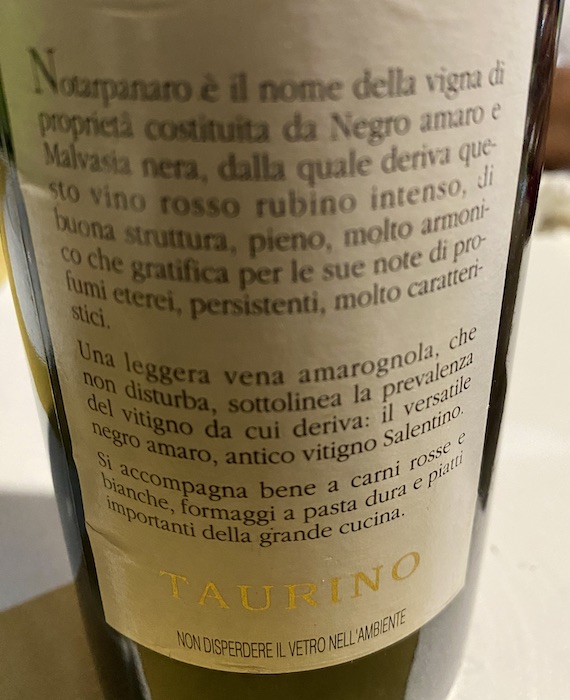 Notarpanaro è il nome della vigna di
proprietà costituita da Negro amaro e
Malvasia nera, dalla quale deriva que-
sto vino rosso rubino intenso, di
buona struttura, pieno, molto armoni-
co che gratifica per le sue note di pro-
fumi eterei, persistenti, molto caratteri-
stici.
Una leggera vena amarognola, che
non disturba, sottolinea la prevalenza
del vitigno da cui deriva: il versatile
negro amaro, antico vitigno Salentino.
Si accompagna bene a carni rosse e
bianche, formaggi a pasta dura e piatti
importanti della grande cucina.
TAURINO
NON DISPERDERE IL VETRO NELL'AMBIENTE